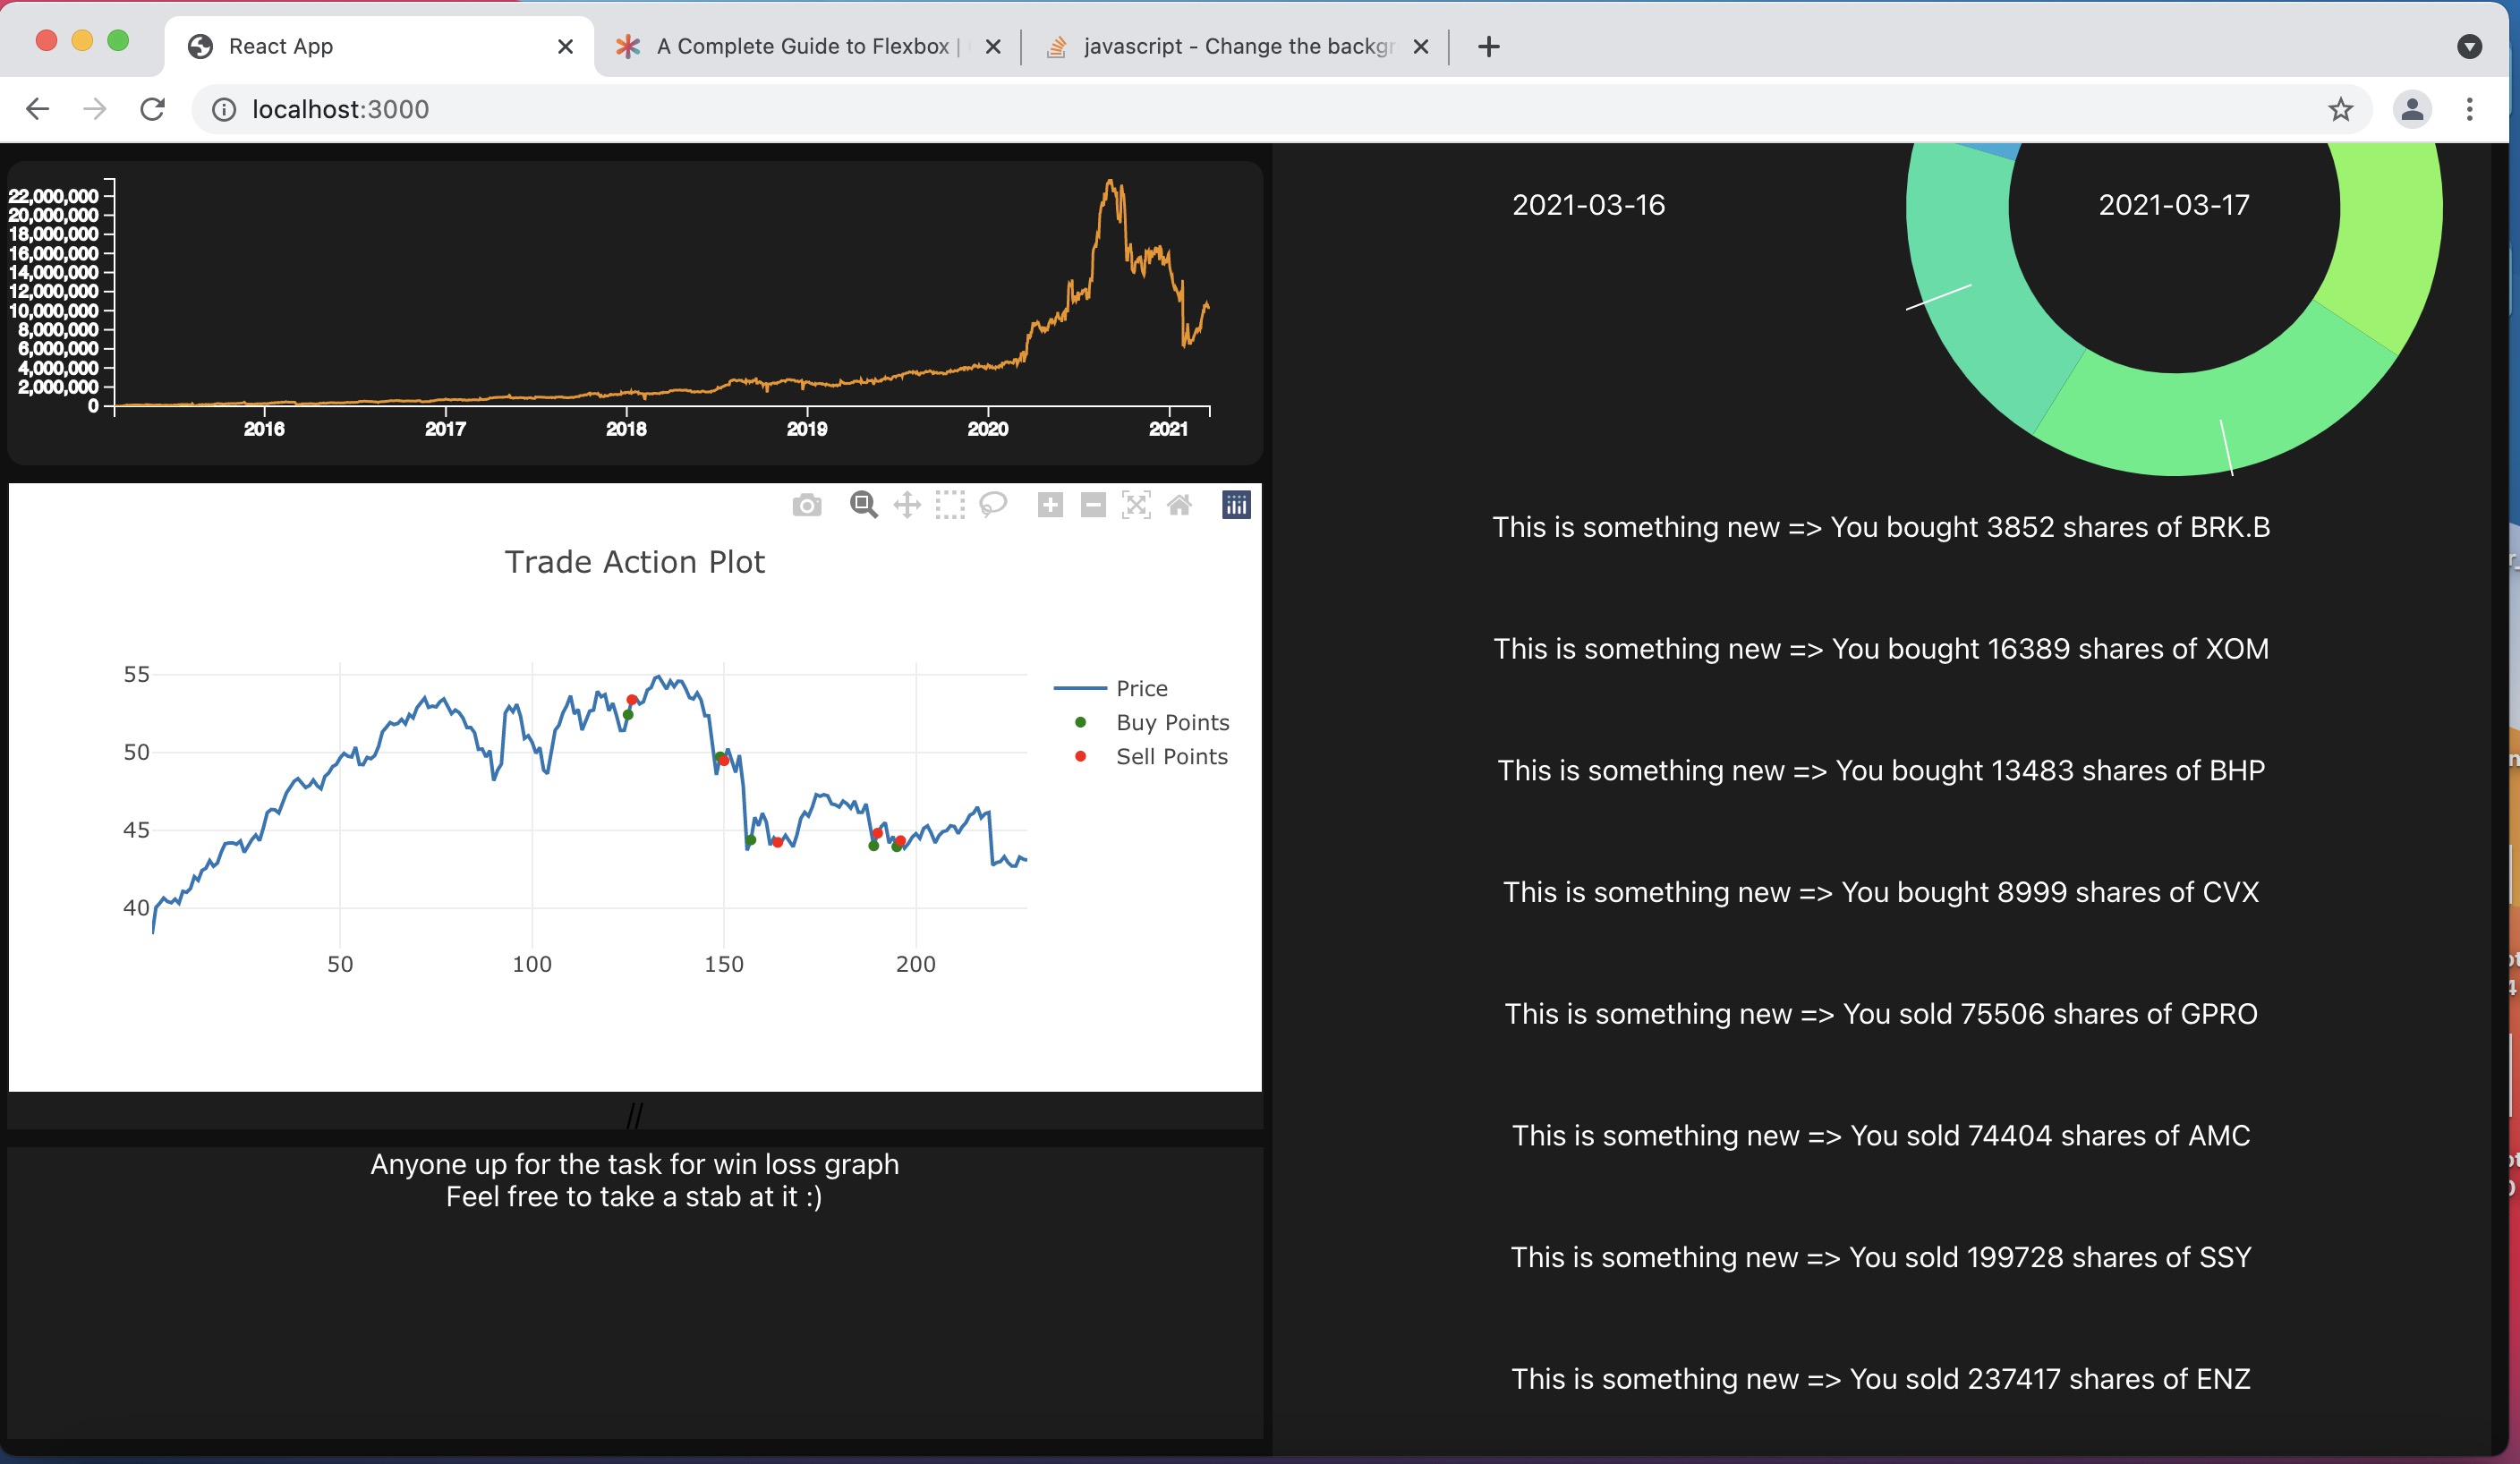 React App
A Complete Guide to Flexbox |
javascript - Change the backgr
localhost:3000
22,000,000
20,000,000
18,000,000
16,000,000
14,000,000
12,000,000
10,000,000
8,000,000
6,000,000
4,000,000
2,000,000
0
2016 2017 2018 2019 2020 2021
Trade Action Plot
55
50
45
40
50 100 150 200
Price
Buy Points
Sell Points
//
Anyone up for the task for win loss graph
Feel free to take a stab at it :)
2021-03-16
2021-03-17
This is something new => You bought 3852 shares of BRK.B
This is something new => You bought 16389 shares of XOM
This is something new => You bought 13483 shares of BHP
This is something new => You bought 8999 shares of CVX
This is something new => You sold 75506 shares of GPRO
This is something new => You sold 74404 shares of AMC
This is something new => You sold 199728 shares of SSY
This is something new => You sold 237417 shares of ENZ